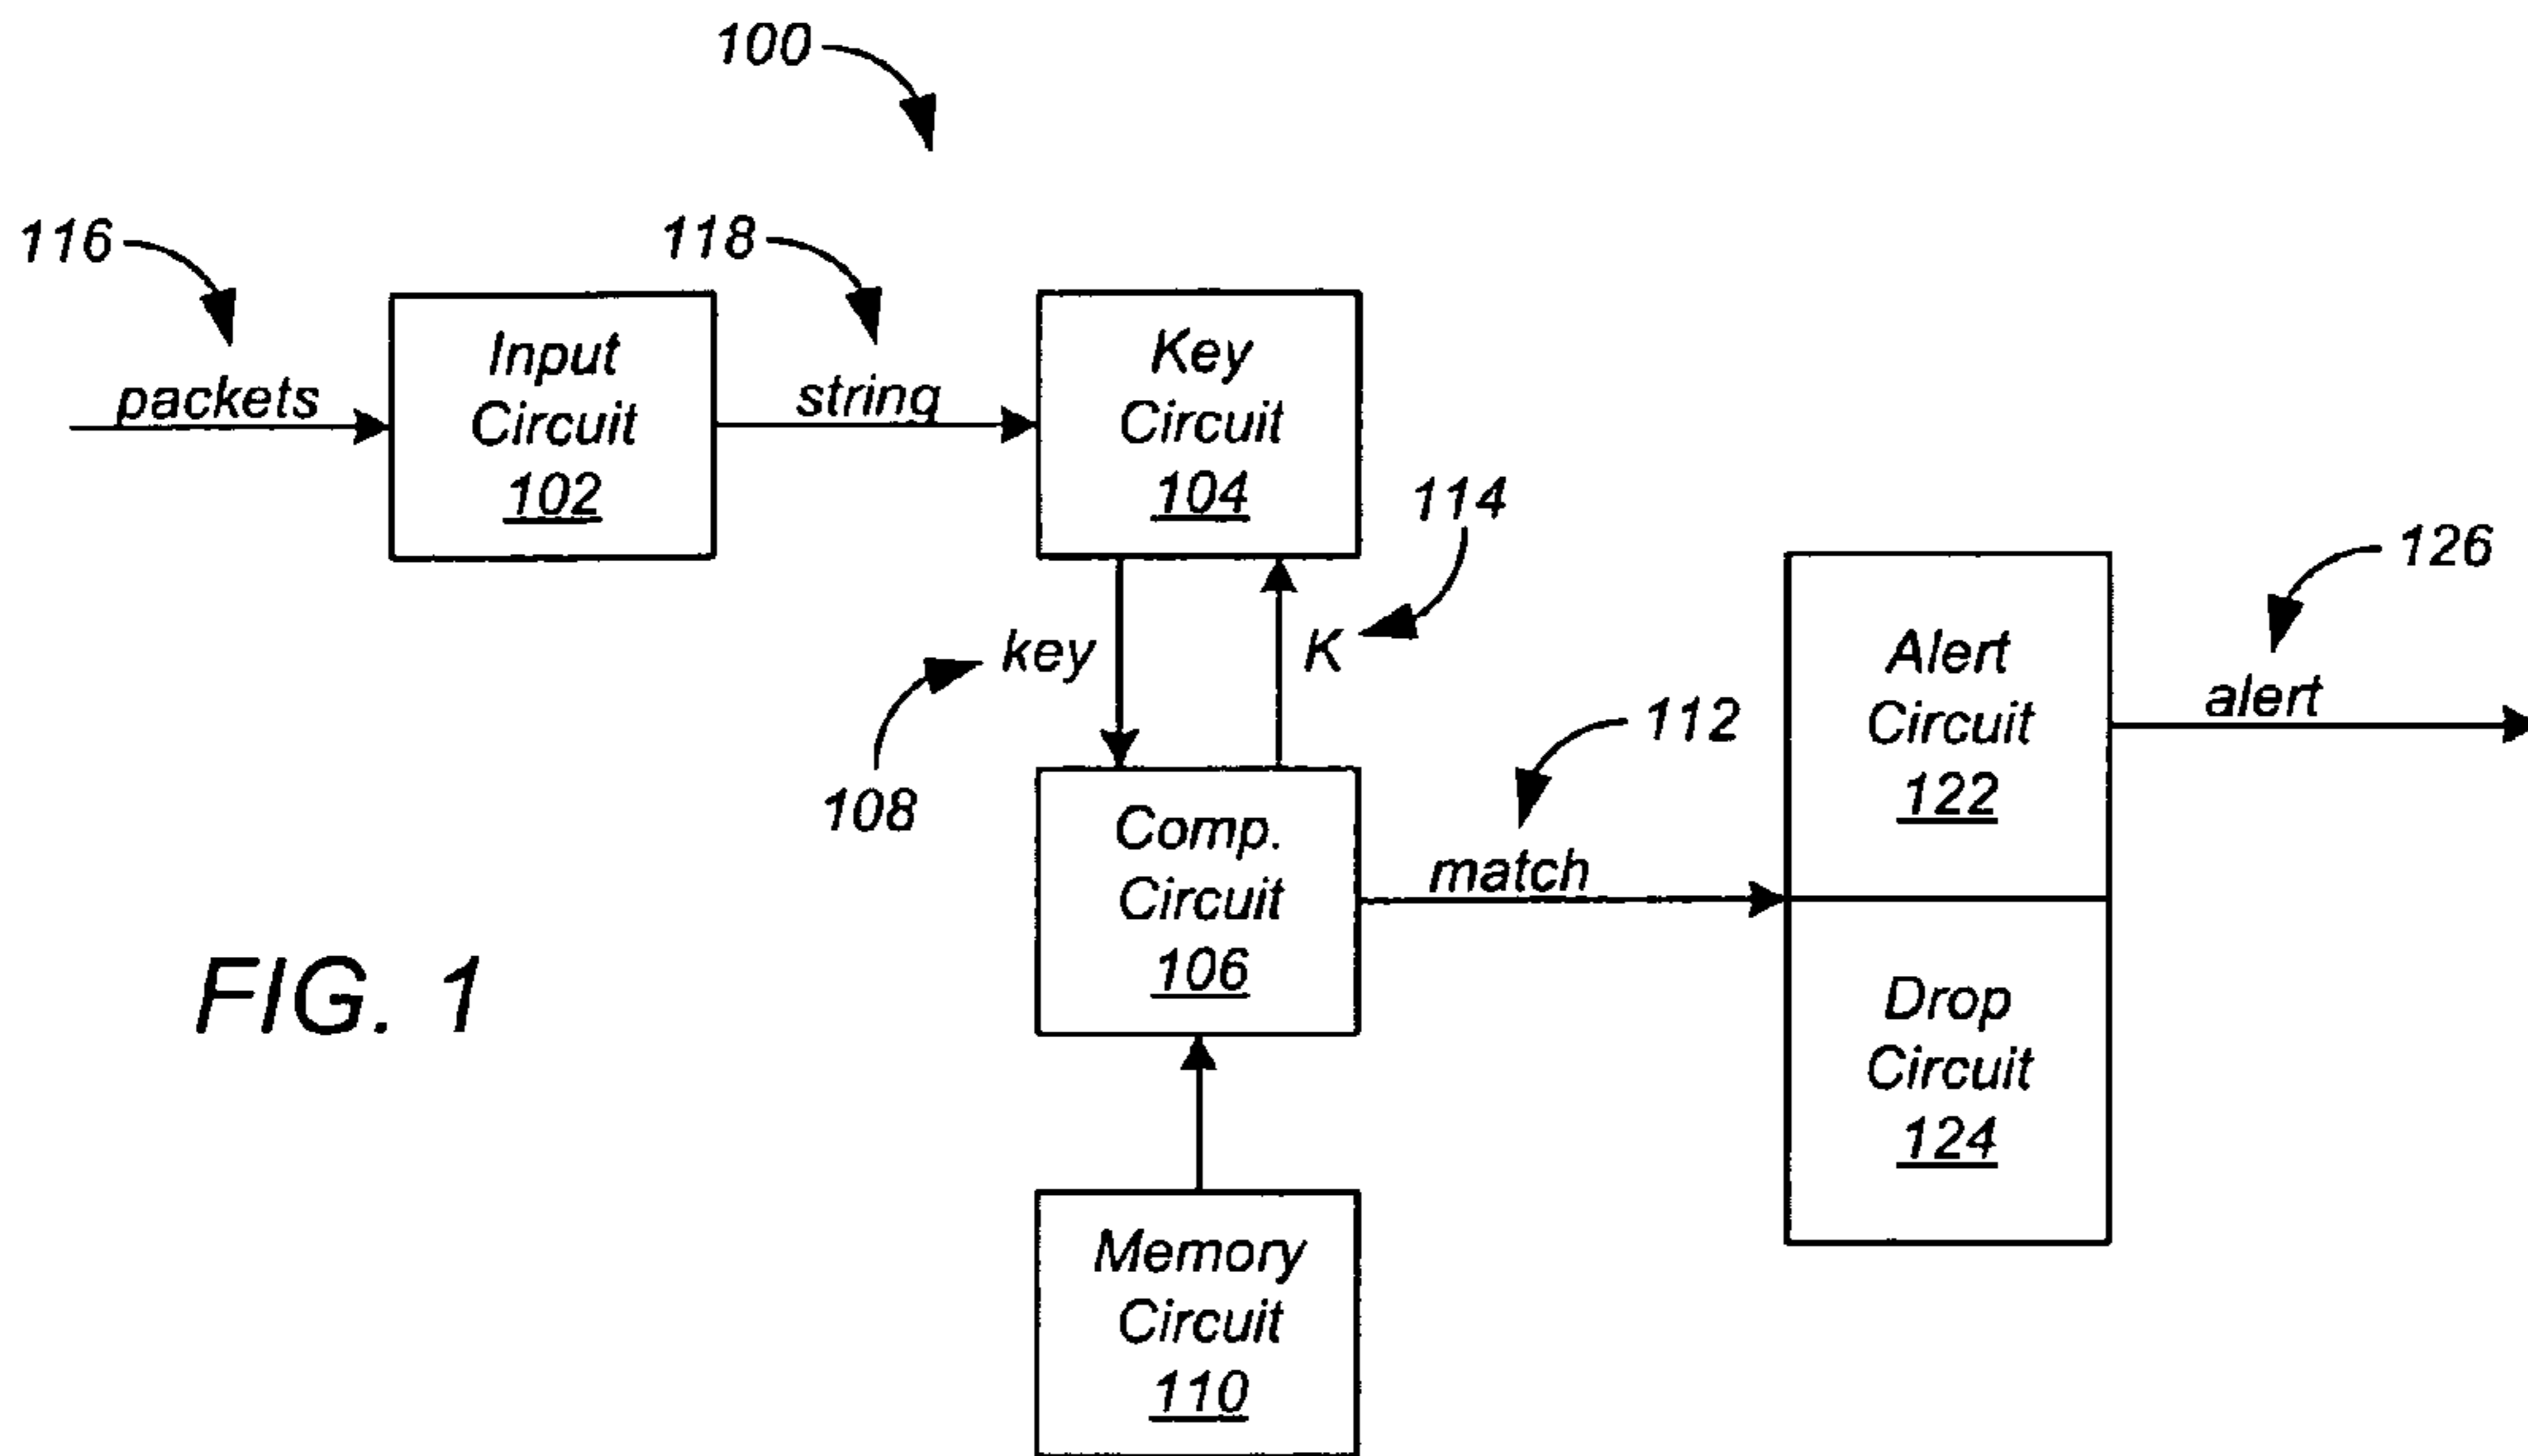 100
116
118
packets
Input
Circuit
102
string
Key
Circuit
104
114
126
key
K
108
112
Alert
Circuit
122
alert
Comp.
Circuit
106
match
Drop
Circuit
124
FIG. 1
Memory
Circuit
110